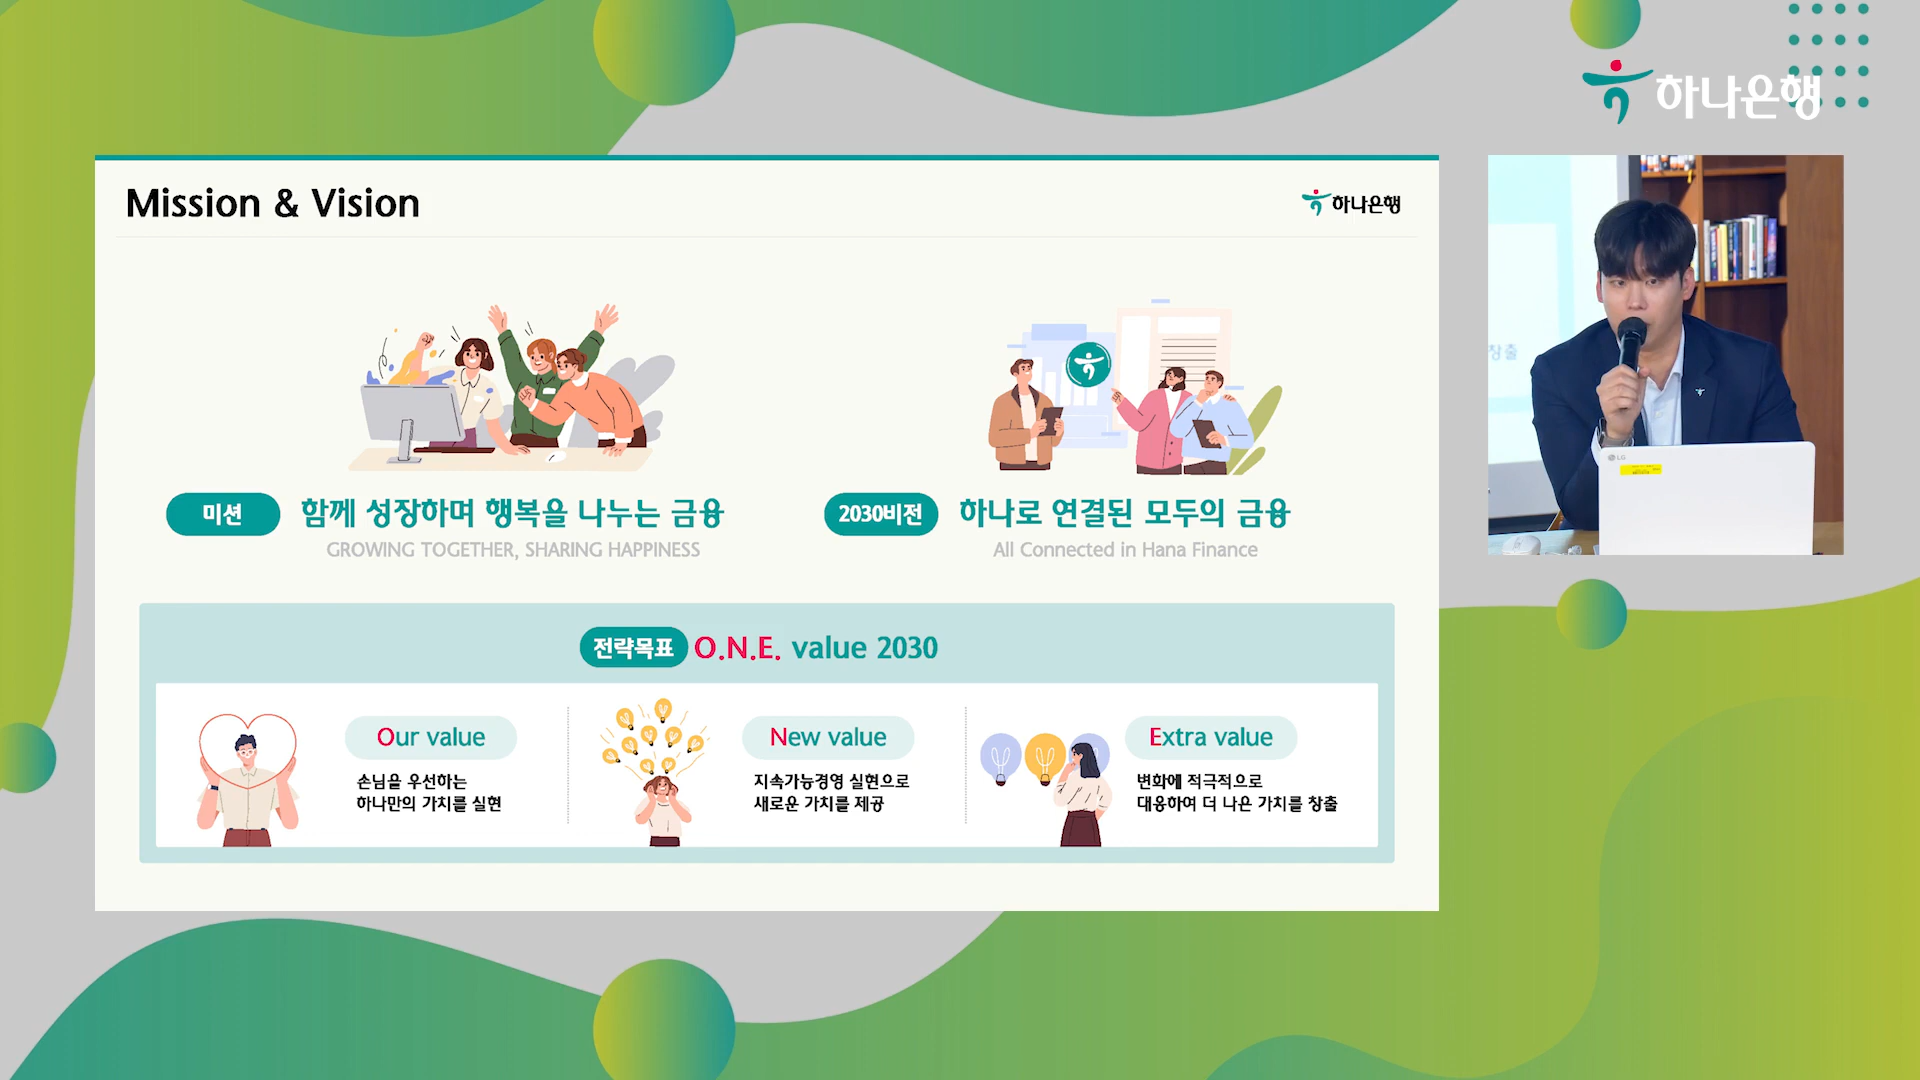 하나은행
Mission & Vision
하나은행
미션
함께 성장하며 행복을 나누는 금융
GROWING TOGETHER, SHARING HAPPINESS
2030비전
하나로 연결된 모두의 금융
All Connected in Hana Finance
전략목표 O.N.E. value 2030
Our value
손님을 우선하는
하나만의 가치를 실현
New value
지속가능경영 실현으로
새로운 가치를 제공
Extra value
변화에 적극적으로
대응하여 더 나은 가치를 창출
창출
LG